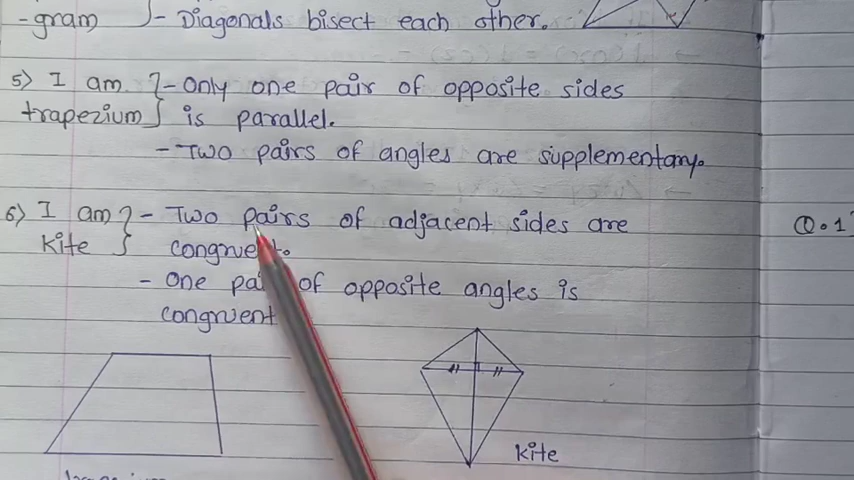 -gram } - Diagonals bisect each other.
5) I am } - Only one pair of opposite sides
trapezium } is parallel.
- Two pairs of angles are supplementary.
6) I am } - Two pairs of adjacent sides are
kite } congruent.
- One pair of opposite angles is
congruent
kite
Q.1